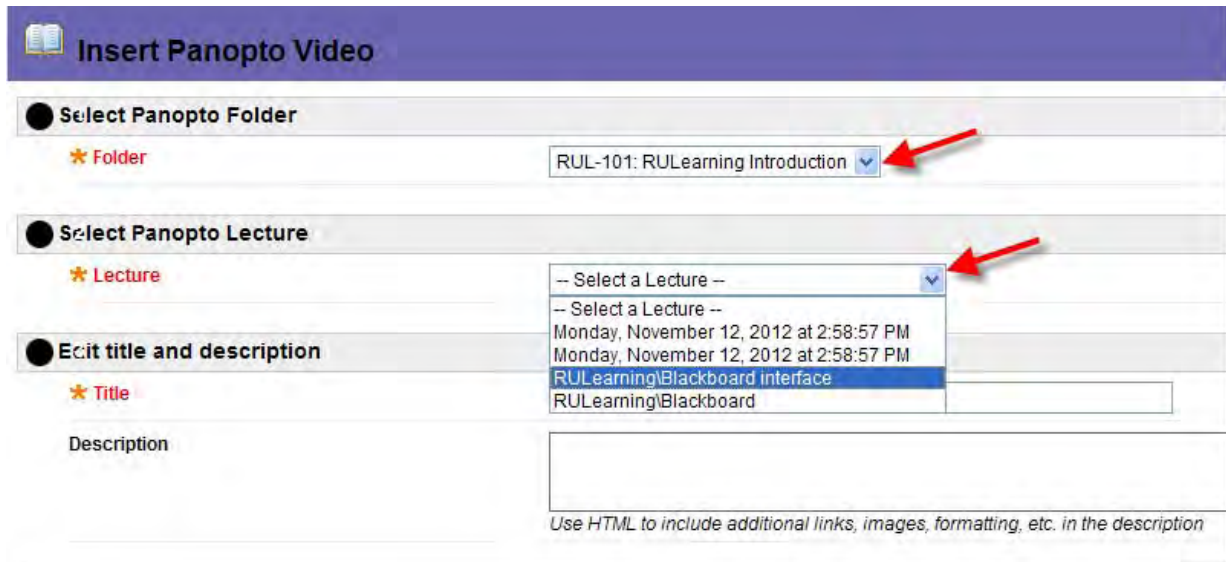 Insert Panopto Video
Select Panopto Folder
* Folder
RUL-101: RULearning Introduction
Select Panopto Lecture
* Lecture
-- Select a Lecture --
-- Select a Lecture --
Monday, November 12, 2012 at 2:58:57 PM
Monday, November 12, 2012 at 2:58:57 PM
RULearning\Blackboard interface
RULearning\Blackboard
Edit title and description
* Title
Description
Use HTML to include additional links, images, formatting, etc. in the description